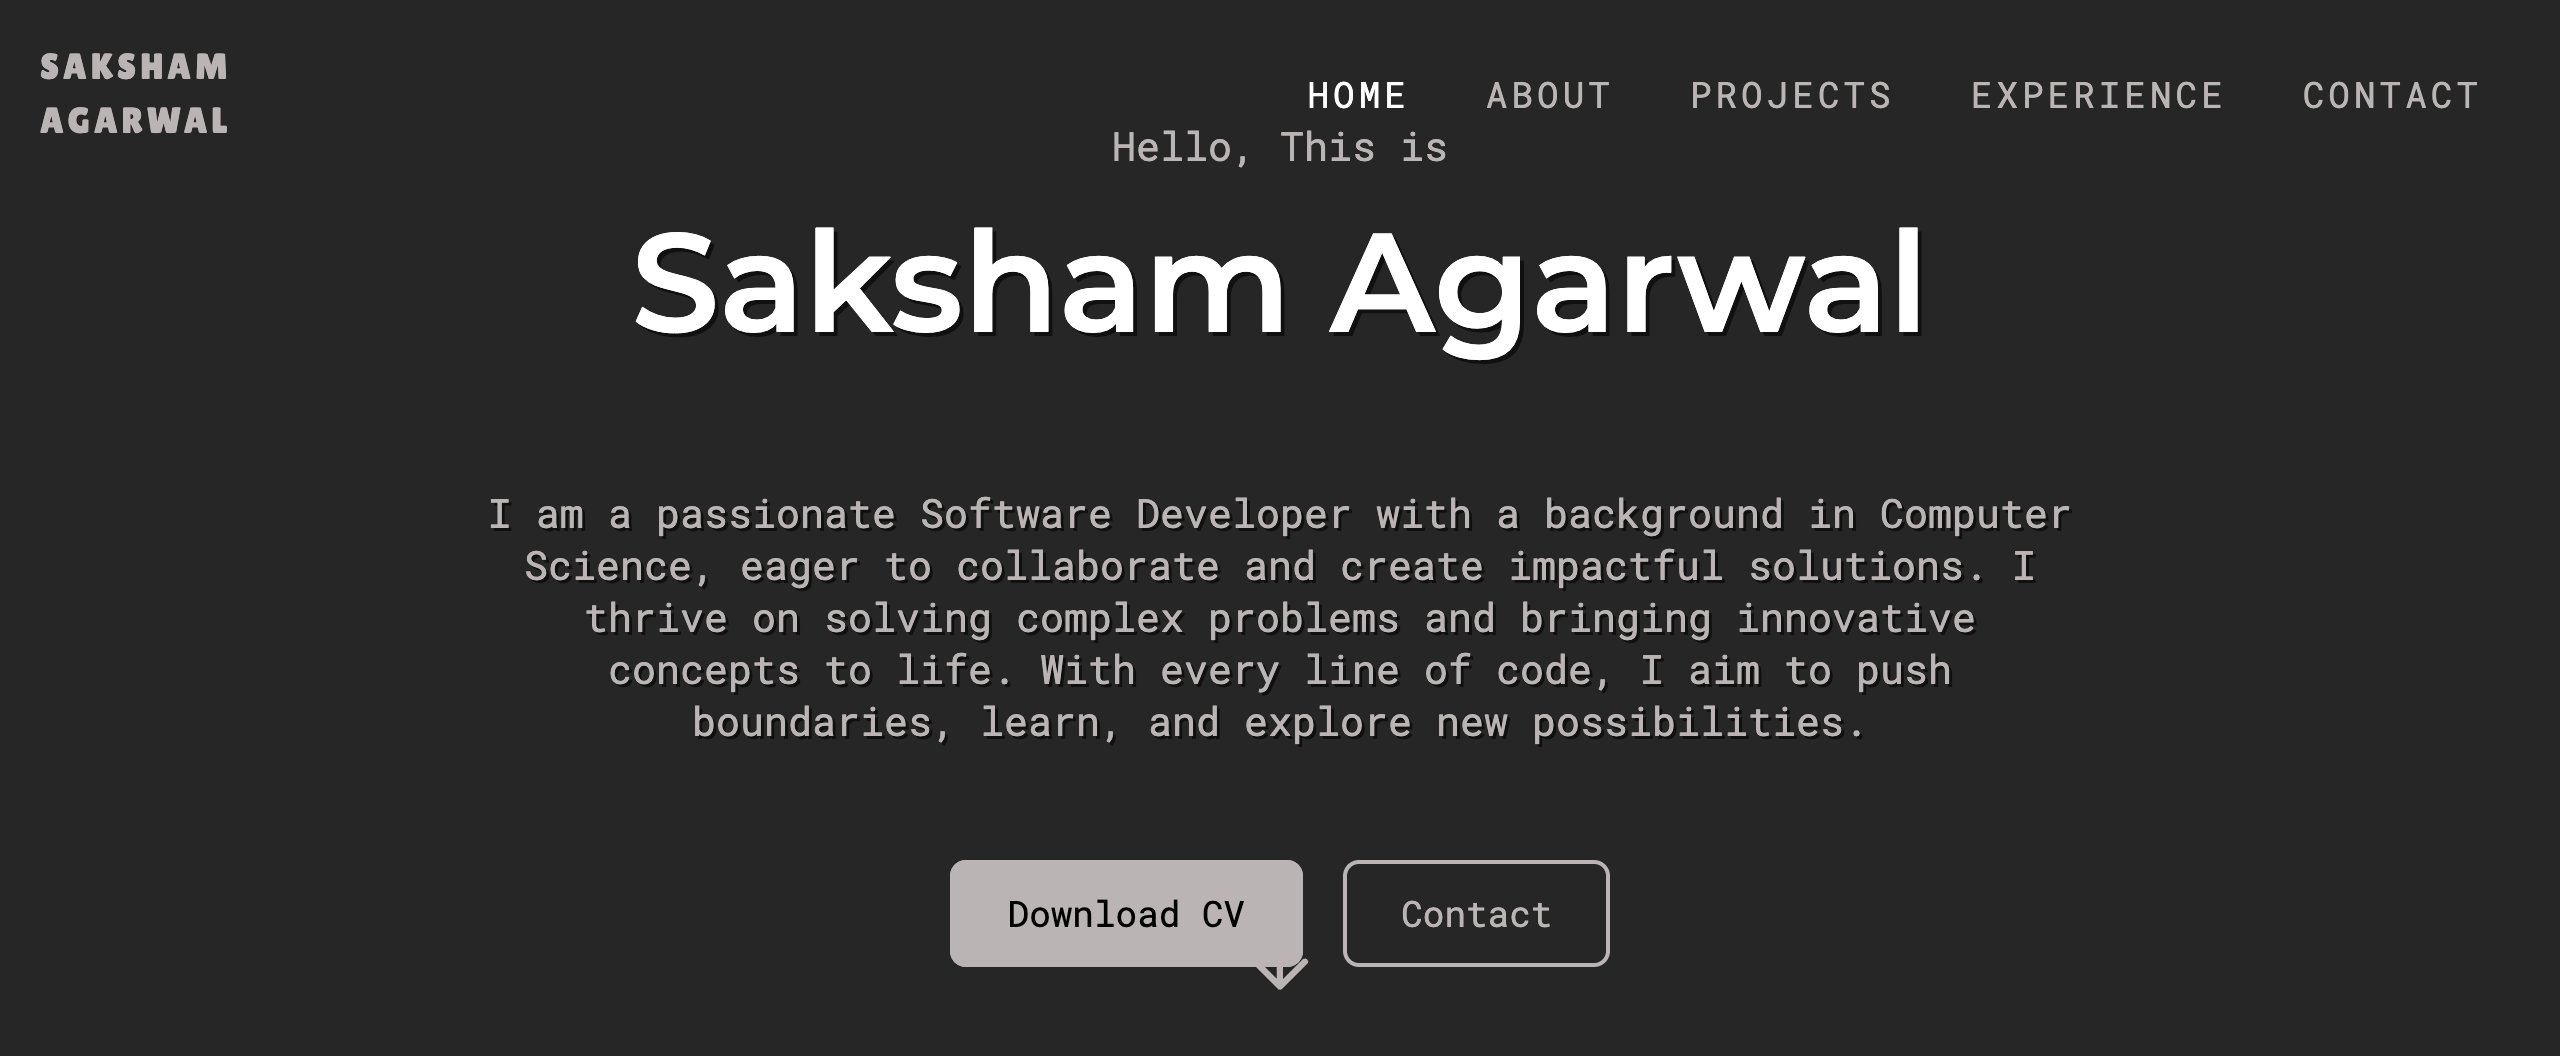 SAKSHAM
AGARWAL
HOME ABOUT PROJECTS EXPERIENCE CONTACT
Hello, This is
Saksham Agarwal
I am a passionate Software Developer with a background in Computer
Science, eager to collaborate and create impactful solutions. I
thrive on solving complex problems and bringing innovative
concepts to life. With every line of code, I aim to push
boundaries, learn, and explore new possibilities.
Download CV
Contact